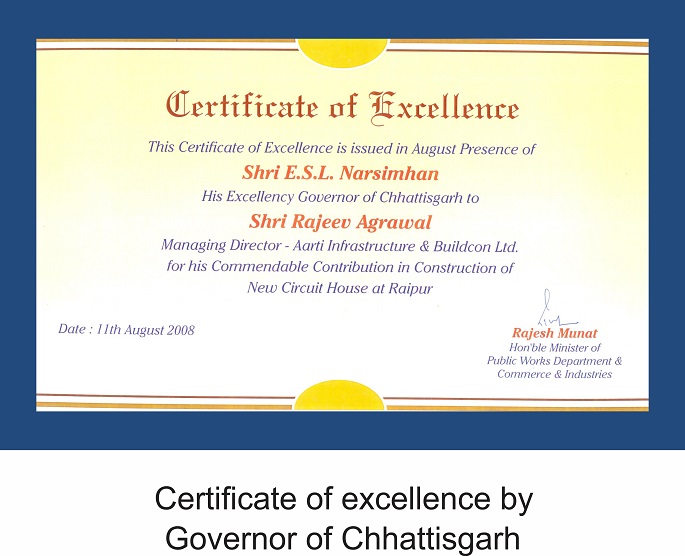 Certificate of Excellence
This Certificate of Excellence is issued in August Presence of
Shri E.S.L. Narsimhan
His Excellency Governor of Chhattisgarh to
Shri Rajeev Agrawal
Managing Director - Aarti Infrastructure & Buildcon Ltd.
for his Commendable Contribution in Construction of
New Circuit House at Raipur
Date : 11th August 2008
Rajesh Munat
Hon'ble Minister of
Public Works Department &
Commerce & Industries
Certificate of excellence by
Governor of Chhattisgarh